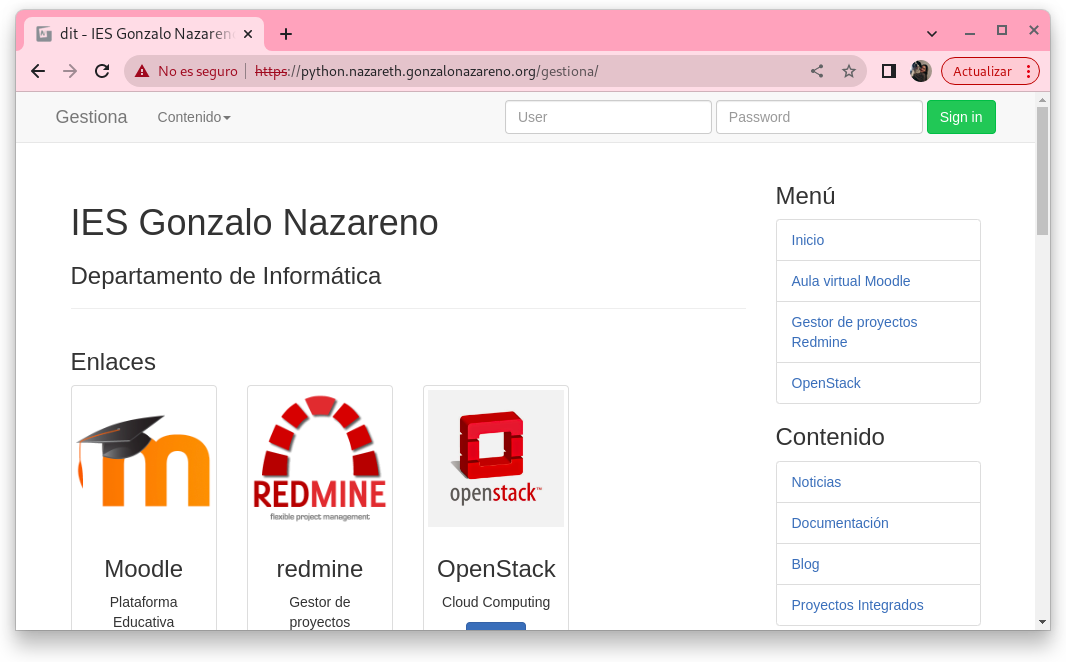 dit - IES Gonzalo Nazaren
No es seguro
https://python.nazareth.gonzalonazareno.org/gestiona/
Actualizar
Gestiona
Contenido
User
Password
Sign in
IES Gonzalo Nazareno
Departamento de Informática
Enlaces
REDMINE
flexible project management
openstack™
Moodle
Plataforma
Educativa
redmine
Gestor de
proyectos
OpenStack
Cloud Computing
Menú
Inicio
Aula virtual Moodle
Gestor de proyectos
Redmine
OpenStack
Contenido
Noticias
Documentación
Blog
Proyectos Integrados